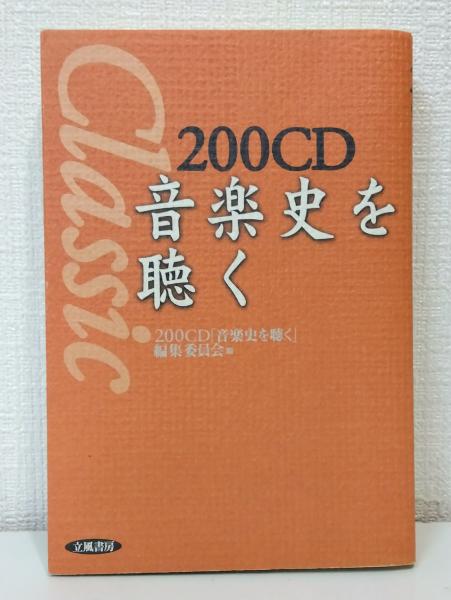 Classic
200CD
音楽史を
聴く
200CD「音楽史を聴く」
編集委員会編
立風書房